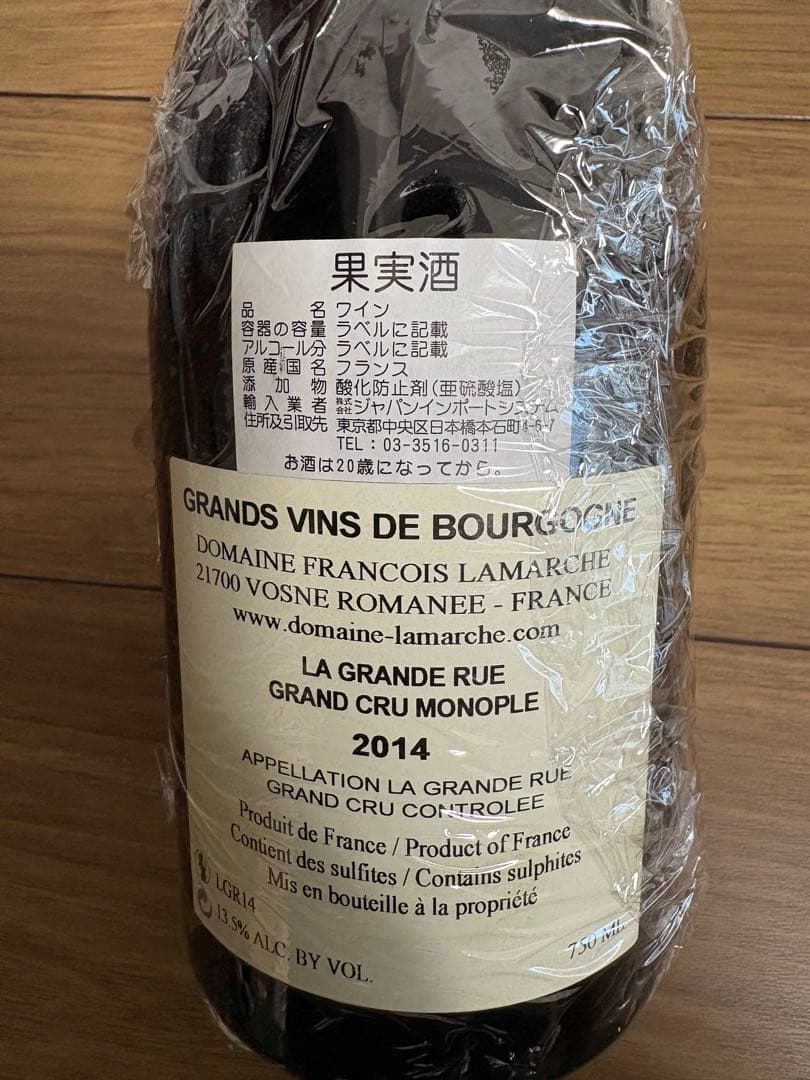 果実酒
品名 ワイン
容器の容量 ラベルに記載
アルコール分 ラベルに記載
原産国名 フランス
添加物 酸化防止剤(亜硫酸塩)
輸入業者 株式会社ジャパンインポートシステム
住所及引取先 東京都中央区日本橋本石町4-6-7
TEL:03-3516-0311
お酒は20歳になってから。
GRANDS VINS DE BOURGOGNE
DOMAINE FRANCOIS LAMARCHE
21700 VOSNE ROMANEE - FRANCE
www.domaine-lamarche.com
LA GRANDE RUE
GRAND CRU MONOPLE
2014
APPELLATION LA GRANDE RUE
GRAND CRU CONTROLEE
Produit de France / Product of France
Contient des sulfites / Contains sulphites
Mis en bouteille à la propriété
LGR14
13.5% ALC. BY VOL.
750 ML